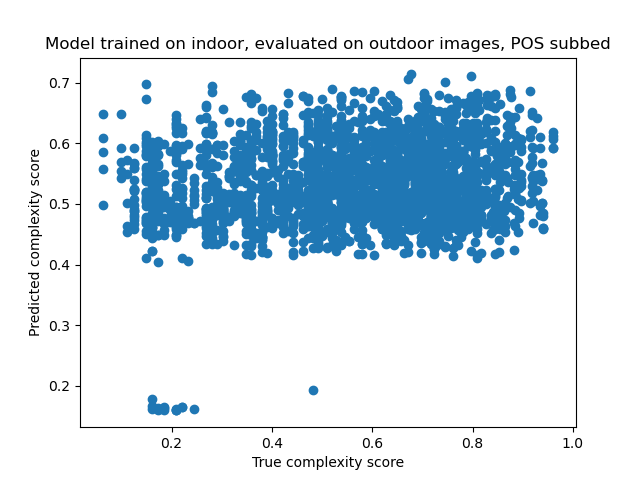 Model trained on indoor, evaluated on outdoor images, POS subbed
0.7
0.6
0.5
0.4
0.3
0.2
Predicted complexity score
0.2 0.4 0.6 0.8 1.0
True complexity score